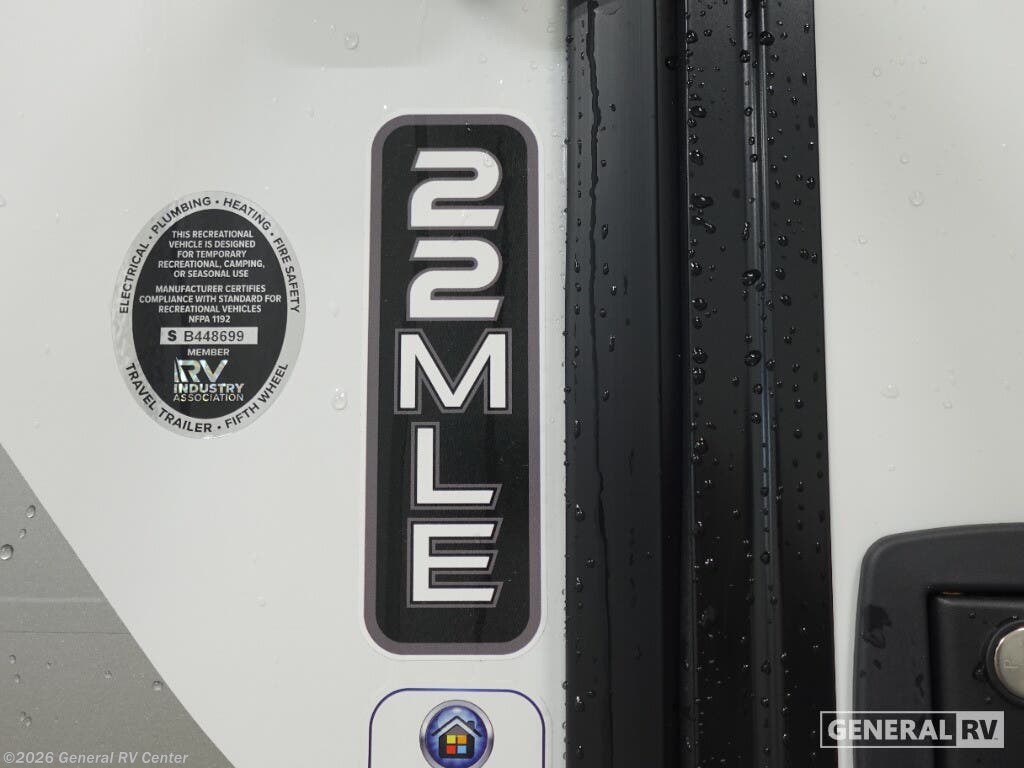 ELECTRICAL • PLUMBING • HEATING • FIRE SAFETY
THIS RECREATIONAL
VEHICLE IS DESIGNED
FOR TEMPORARY
RECREATIONAL, CAMPING,
OR SEASONAL USE
MANUFACTURER CERTIFIES
COMPLIANCE WITH STANDARD FOR
RECREATIONAL VEHICLES
NFPA 1192
S B448699
MEMBER
RV
INDUSTRY
ASSOCIATION
TRAVEL TRAILER • FIFTH WHEEL
22MLE
GENERAL RV
©2026 General RV Center